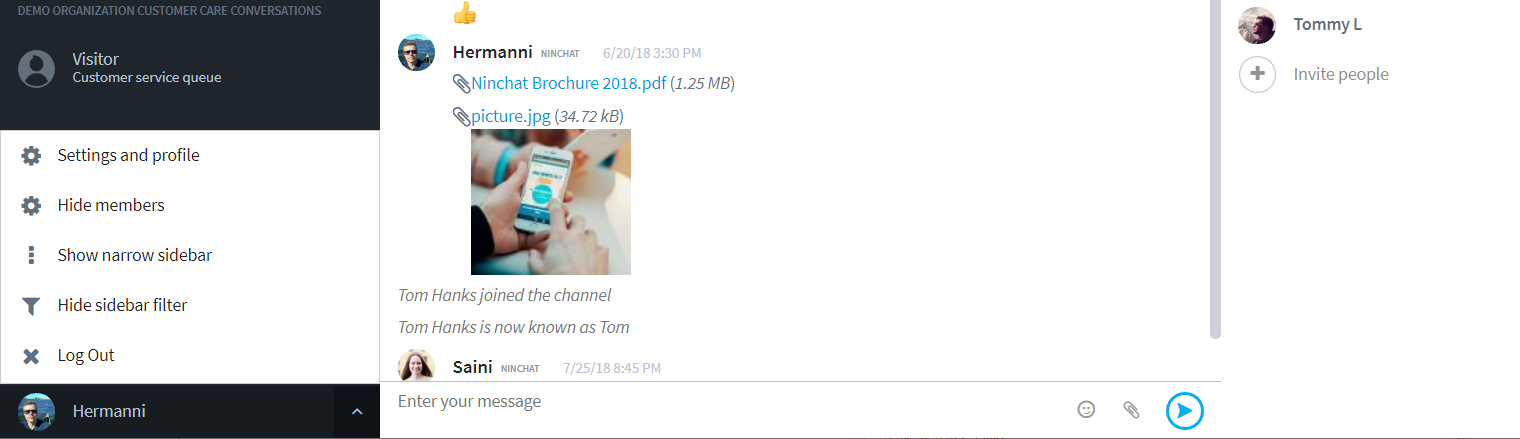 DEMO ORGANIZATION CUSTOMER CARE CONVERSATIONS
Visitor
Customer service queue
Settings and profile
Hide members
Show narrow sidebar
Hide sidebar filter
Log Out
Hermanni
Hermanni NINCHAT 6/20/18 3:30 PM
Ninchat Brochure 2018.pdf (1.25 MB)
picture.jpg (34.72 kB)
Tom Hanks joined the channel
Tom Hanks is now known as Tom
Saini NINCHAT 7/25/18 8:45 PM
Enter your message
Tommy L
Invite people